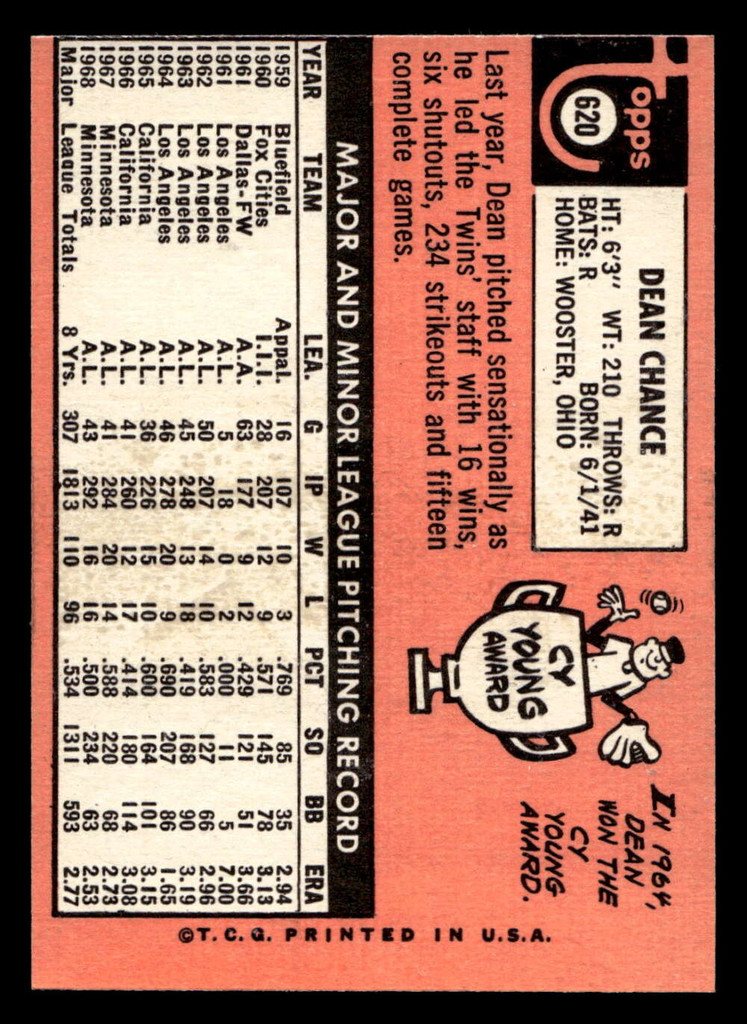 Topps
620
DEAN CHANCE
HT: 6'3" WT: 210 THROWS: R
BATS: R BORN: 6/1/41
HOME: WOOSTER, OHIO
Last year, Dean pitched sensationally as
he led the Twins' staff with 16 wins,
six shutouts, 234 strikeouts and fifteen
complete games.
CY
YOUNG
AWARD
IN 1964,
DEAN
WON THE
CY
YOUNG
AWARD.
MAJOR AND MINOR LEAGUE PITCHING RECORD
YEAR TEAM LEA. G IP W L PCT SO BB ERA
1959 Bluefield Appal. 16 107 10 3 .769 85 35 2.94
1960 Fox Cities I.I.I. 28 207 12 9 .571 145 78 3.13
1961 Dallas-FW A.A. 63 177 9 12 .429 121 51 3.66
1961 Los Angeles A.L. 5 18 0 2 .000 11 5 7.00
1962 Los Angeles A.L. 50 207 14 10 .583 127 66 2.96
1963 Los Angeles A.L. 45 248 13 18 .419 168 90 3.19
1964 Los Angeles A.L. 46 278 20 9 .690 207 86 1.65
1965 California A.L. 36 226 15 10 .600 164 101 3.15
1966 California A.L. 41 260 12 17 .414 180 114 3.08
1967 Minnesota A.L. 41 284 20 14 .588 220 68 2.73
1968 Minnesota A.L. 43 292 16 16 .500 234 63 2.53
Major League Totals 8 Yrs. 307 1813 110 96 .534 1311 593 2.77
©T.C.G. PRINTED IN U.S.A.